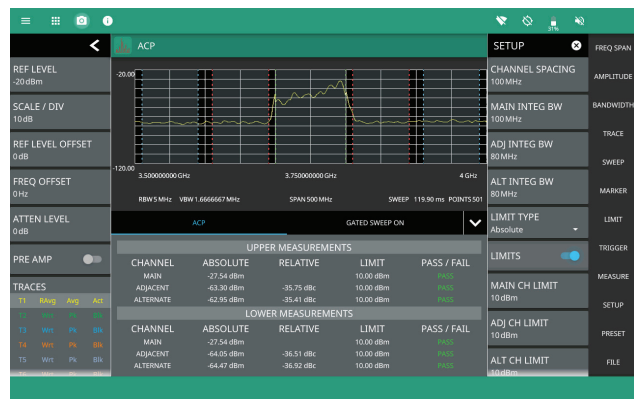 31%
ACP
REF LEVEL
-20 dBm
SCALE / DIV
10 dB
REF LEVEL OFFSET
0 dB
FREQ OFFSET
0 Hz
ATTEN LEVEL
0 dB
PRE AMP
TRACES
T1 RAvg Avg Act
T2 Wrt Pk Blk
T3 Wrt Pk Blk
T4 Wrt Pk Blk
T5 Wrt Pk Blk
-20.00
-120.00
3.500000000 GHz 3.750000000 GHz 4 GHz
RBW 5 MHz VBW 1.6666667 MHz SPAN 500 MHz SWEEP 119.90 ms POINTS 501
ACP GATED SWEEP ON
UPPER MEASUREMENTS
CHANNEL ABSOLUTE RELATIVE LIMIT PASS / FAIL
MAIN -27.54 dBm 10.00 dBm PASS
ADJACENT -63.30 dBm -35.75 dBc 10.00 dBm PASS
ALTERNATE -62.95 dBm -35.41 dBc 10.00 dBm PASS
LOWER MEASUREMENTS
CHANNEL ABSOLUTE RELATIVE LIMIT PASS / FAIL
MAIN -27.54 dBm 10.00 dBm PASS
ADJACENT -64.05 dBm -36.51 dBc 10.00 dBm PASS
ALTERNATE -64.47 dBm -36.92 dBc 10.00 dBm PASS
SETUP
CHANNEL SPACING
100 MHz
MAIN INTEG BW
100 MHz
ADJ INTEG BW
80 MHz
ALT INTEG BW
80 MHz
LIMIT TYPE
Absolute
LIMITS
MAIN CH LIMIT
10 dBm
ADJ CH LIMIT
10 dBm
ALT CH LIMIT
10 dBm
FREQ SPAN
AMPLITUDE
BANDWIDTH
TRACE
SWEEP
MARKER
LIMIT
TRIGGER
MEASURE
SETUP
PRESET
FILE